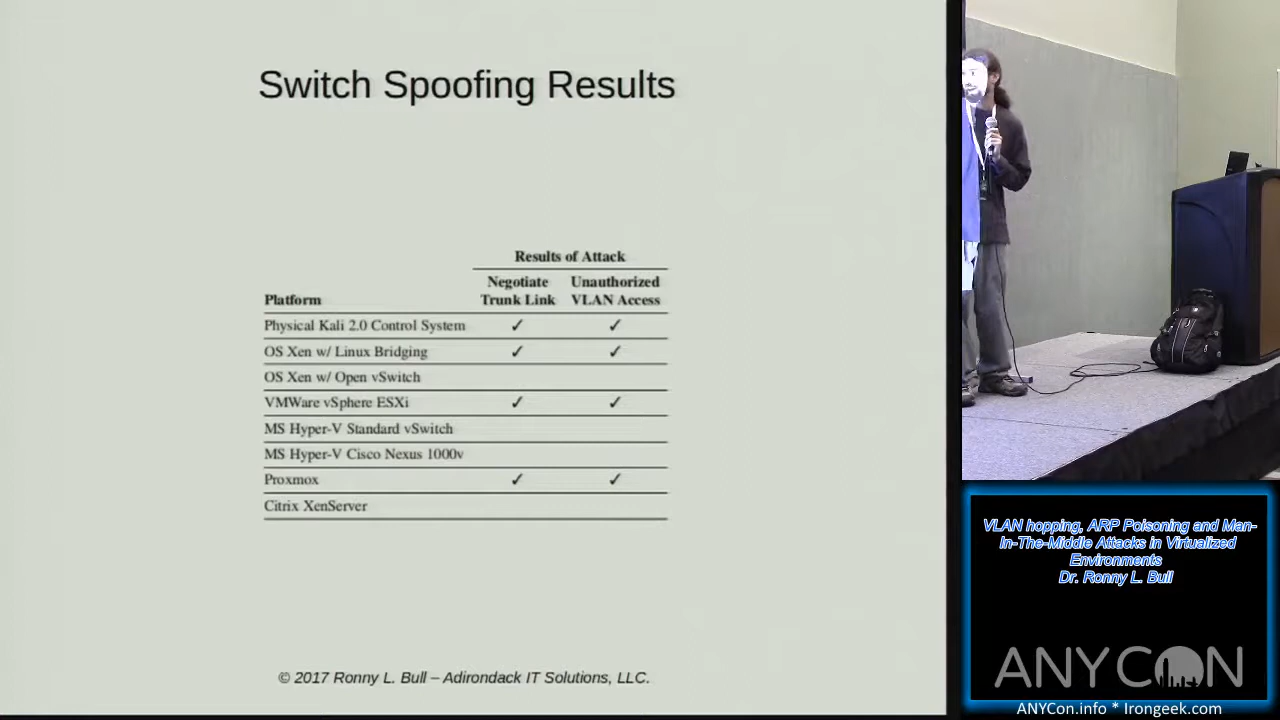 Switch Spoofing Results
Results of Attack
Negotiate Unauthorized
Platform Trunk Link VLAN Access
Physical Kali 2.0 Control System ✓ ✓
OS Xen w/ Linux Bridging ✓ ✓
OS Xen w/ Open vSwitch
VMWare vSphere ESXi ✓ ✓
MS Hyper-V Standard vSwitch
MS Hyper-V Cisco Nexus 1000v
Proxmox ✓ ✓
Citrix XenServer
© 2017 Ronny L. Bull – Adirondack IT Solutions, LLC.
VLAN hopping, ARP Poisoning and Man-
In-The-Middle Attacks in Virtualized
Environments
Dr. Ronny L. Bull
ANYCON
ANYCon.info * Irongeek.com